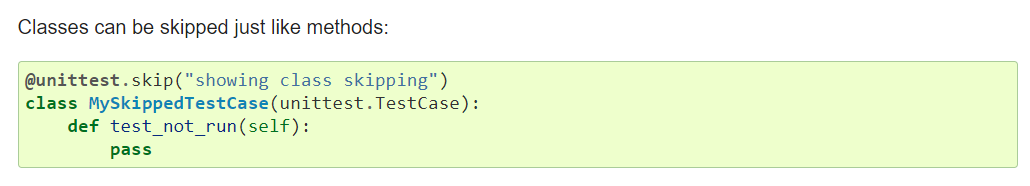 Classes can be skipped just like methods:
@unittest.skip("showing class skipping")
class MySkippedTestCase(unittest.TestCase):
    def test_not_run(self):
        pass